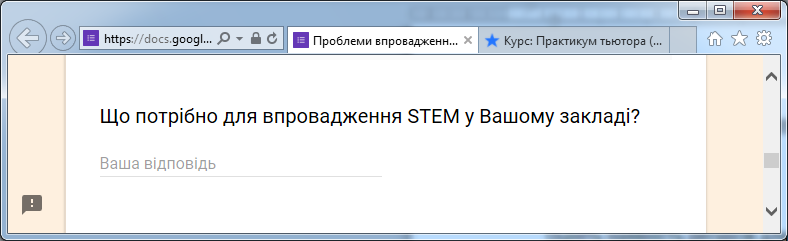 https://docs.googl...
Проблеми впровадженн...
Курс: Практикум тьютора (...
Що потрібно для впровадження STEM у Вашому закладі?
Ваша відповідь